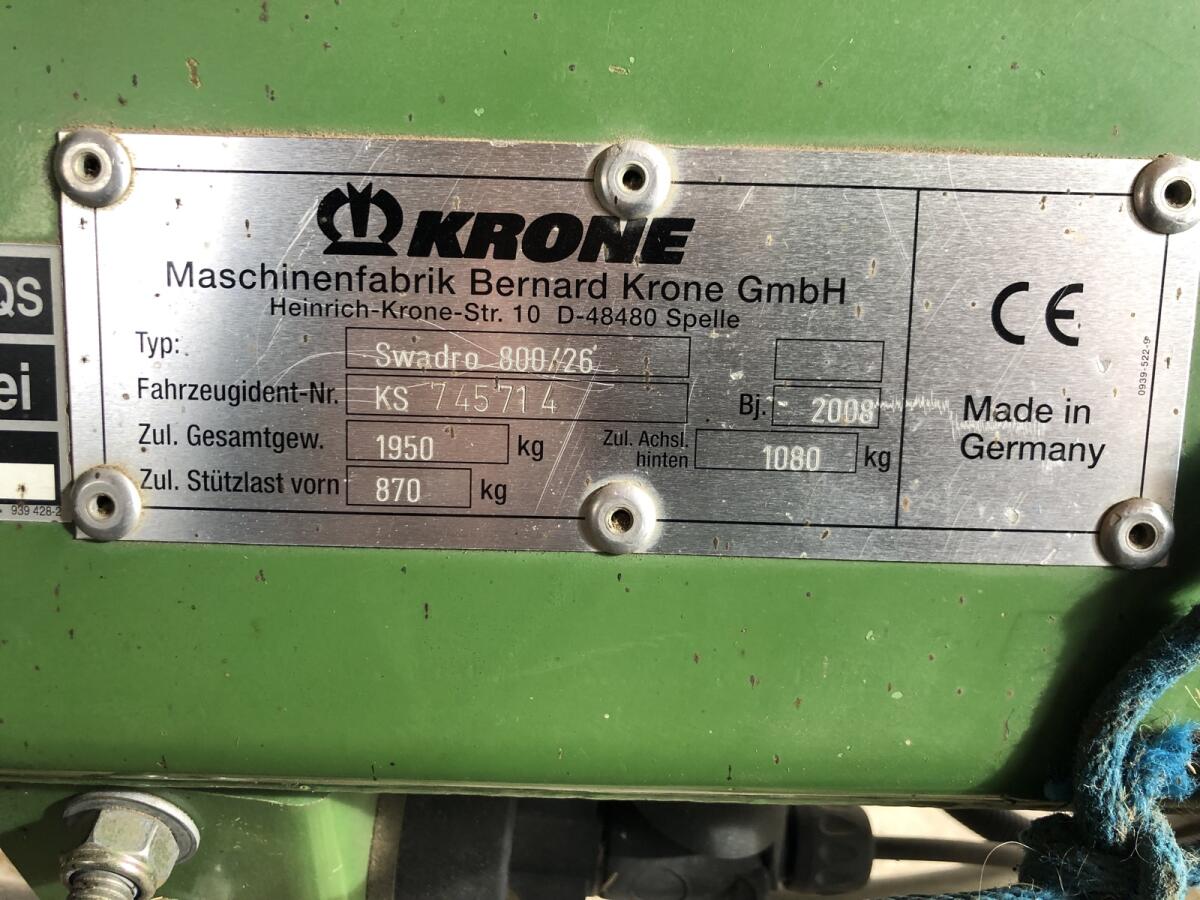 KRONE
Maschinenfabrik Bernard Krone GmbH
Heinrich-Krone-Str. 10 D-48480 Spelle
Typ: Swadro 800/26
Fahrzeugident-Nr. KS 745714 Bj. 2008
Zul. Gesamtgew. 1950 kg Zul. Achsl. hinten 1080 kg
Zul. Stützlast vorn 870 kg
CE
Made in
Germany
0939-522-9
QS
ei
939 428-2